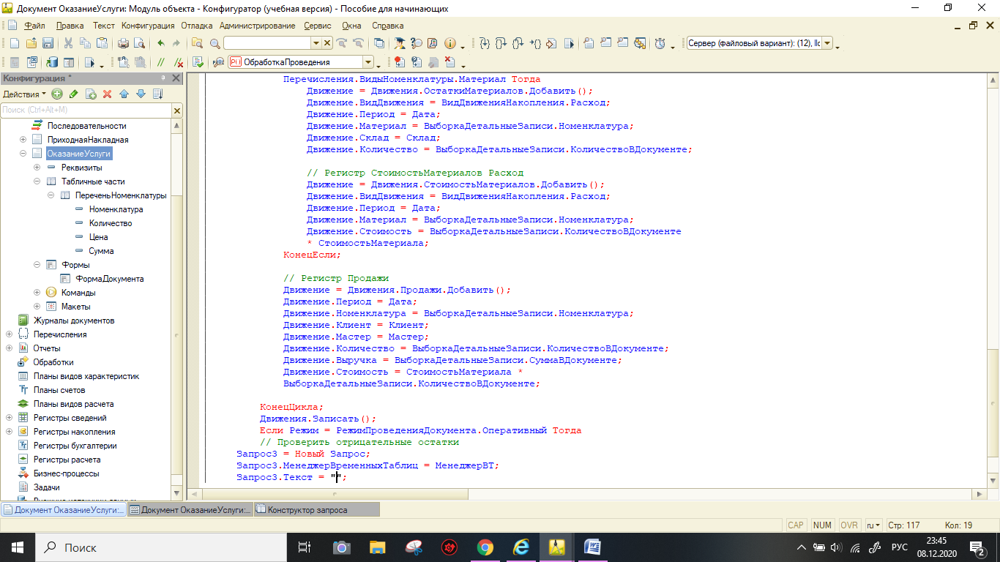 Документ ОказаниеУслуги: Модуль объекта - Конфигуратор (учебная версия) - Пособие для начинающих
Файл Правка Текст Конфигурация Отладка Администрирование Сервис Окна Справка
Сервер (файловый вариант): (12), llc
ОбработкаПроведения
Конфигурация *
Действия
Поиск (Ctrl+Alt+M)
Последовательности
ПриходнаяНакладная
ОказаниеУслуги
Реквизиты
Табличные части
ПереченьНоменклатуры
Номенклатура
Количество
Цена
Сумма
Формы
ФормаДокумента
Команды
Макеты
Журналы документов
Перечисления
Отчеты
Обработки
Планы видов характеристик
Планы счетов
Планы видов расчета
Регистры сведений
Регистры накопления
Регистры бухгалтерии
Регистры расчета
Бизнес-процессы
Задачи
Перечисления.ВидыНоменклатуры.Материал Тогда
Движение = Движения.ОстаткиМатериалов.Добавить();
Движение.ВидДвижения = ВидДвиженияНакопления.Расход;
Движение.Период = Дата;
Движение.Материал = ВыборкаДетальныеЗаписи.Номенклатура;
Движение.Склад = Склад;
Движение.Количество = ВыборкаДетальныеЗаписи.КоличествоВДокументе;
// Регистр СтоимостьМатериалов Расход
Движение = Движения.СтоимостьМатериалов.Добавить();
Движение.ВидДвижения = ВидДвиженияНакопления.Расход;
Движение.Период = Дата;
Движение.Материал = ВыборкаДетальныеЗаписи.Номенклатура;
Движение.Стоимость = ВыборкаДетальныеЗаписи.КоличествоВДокументе
* СтоимостьМатериала;
КонецЕсли;
// Регистр Продажи
Движение = Движения.Продажи.Добавить();
Движение.Период = Дата;
Движение.Номенклатура = ВыборкаДетальныеЗаписи.Номенклатура;
Движение.Клиент = Клиент;
Движение.Мастер = Мастер;
Движение.Количество = ВыборкаДетальныеЗаписи.КоличествоВДокументе;
Движение.Выручка = ВыборкаДетальныеЗаписи.СуммаВДокументе;
Движение.Стоимость = СтоимостьМатериала *
ВыборкаДетальныеЗаписи.КоличествоВДокументе;
КонецЦикла;
Движения.Записать();
Если Режим = РежимПроведенияДокумента.Оперативный Тогда
// Проверить отрицательные остатки
Запрос3 = Новый Запрос;
Запрос3.МенеджерВременныхТаблиц = МенеджерВТ;
Запрос3.Текст = "";
Документ ОказаниеУслуги:... Документ ОказаниеУслуги:... Конструктор запроса
CAP NUM OVR ru Стр: 117 Кол: 19
Поиск
РУС
23:45
08.12.2020
2